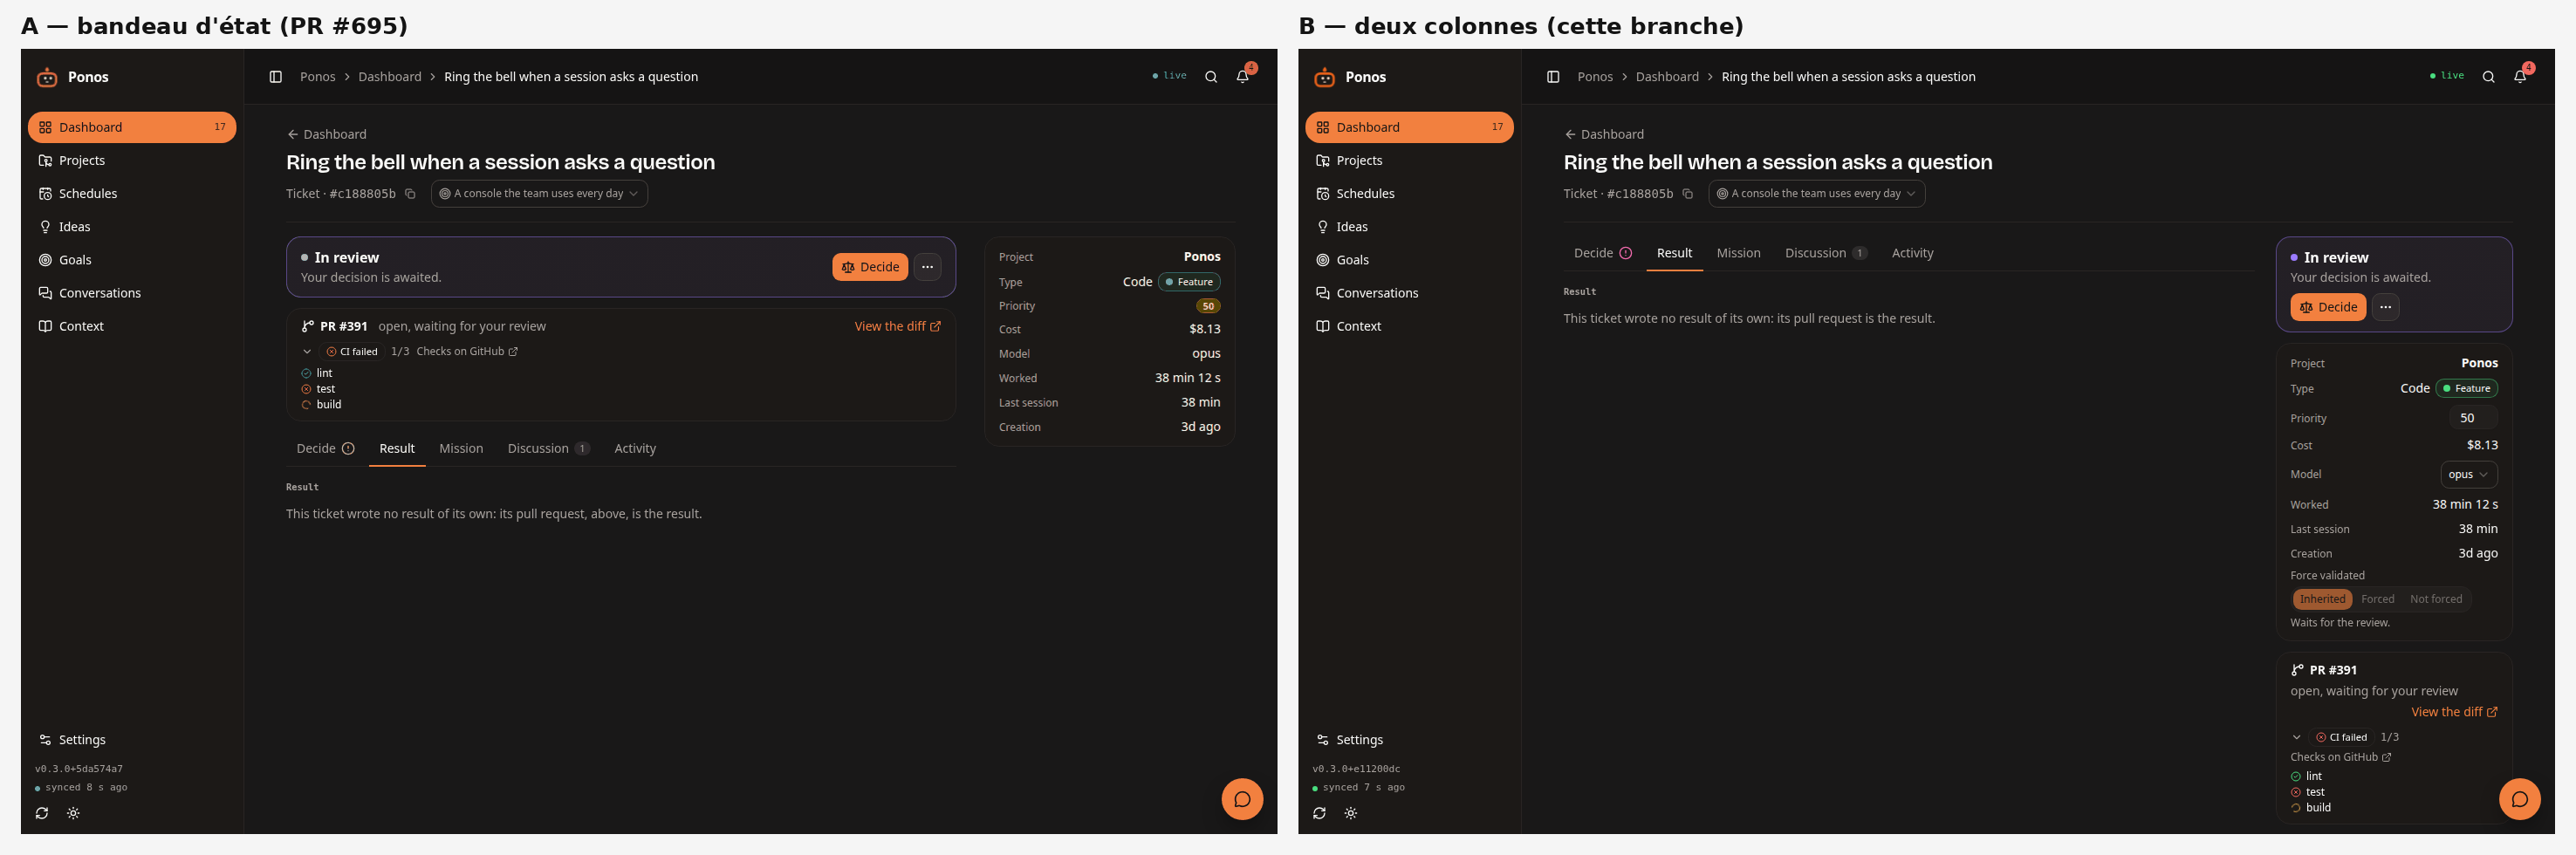 A — bandeau d'état (PR #695)
Ponos
Dashboard 17
Projects
Schedules
Ideas
Goals
Conversations
Context
Settings
v0.3.0+5da574a7
synced 8 s ago
Ponos > Dashboard > Ring the bell when a session asks a question
live
4
← Dashboard
Ring the bell when a session asks a question
Ticket · #c188805b A console the team uses every day
In review
Your decision is awaited.
Decide ···
PR #391 open, waiting for your review View the diff
CI failed 1/3 Checks on GitHub
lint
test
build
Decide Result Mission Discussion 1 Activity
Result
This ticket wrote no result of its own: its pull request, above, is the result.
Project Ponos
Type Code Feature
Priority 50
Cost $8.13
Model opus
Worked 38 min 12 s
Last session 38 min
Creation 3d ago
B — deux colonnes (cette branche)
Ponos
Dashboard 17
Projects
Schedules
Ideas
Goals
Conversations
Context
Settings
v0.3.0+e11200dc
synced 7 s ago
Ponos > Dashboard > Ring the bell when a session asks a question
live
4
← Dashboard
Ring the bell when a session asks a question
Ticket · #c188805b A console the team uses every day
Decide Result Mission Discussion 1 Activity
Result
This ticket wrote no result of its own: its pull request is the result.
In review
Your decision is awaited.
Decide ···
Project Ponos
Type Code Feature
Priority 50
Cost $8.13
Model opus
Worked 38 min 12 s
Last session 38 min
Creation 3d ago
Force validated
Inherited Forced Not forced
Waits for the review.
PR #391
open, waiting for your review
View the diff
CI failed 1/3
Checks on GitHub
lint
test
build